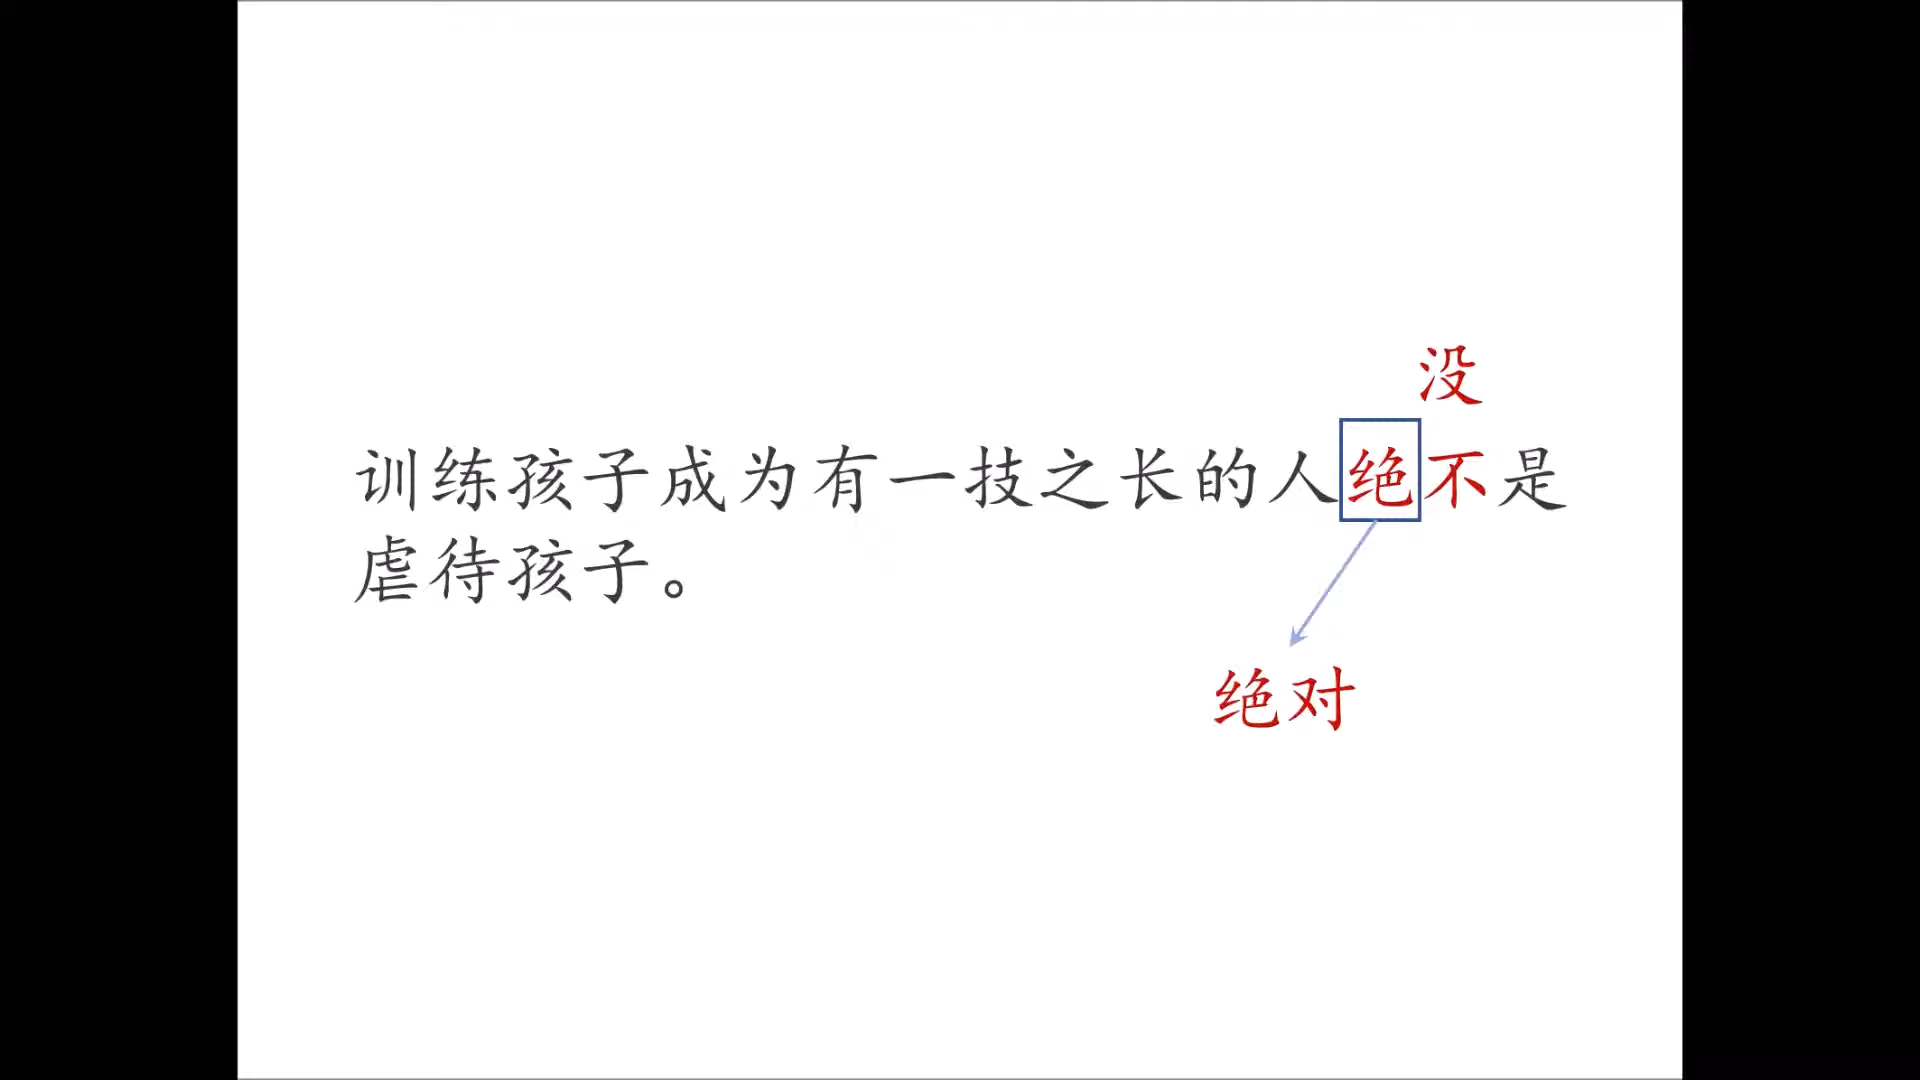 没
训练孩子成为有一技之长的人绝不是
虐待孩子。
绝对